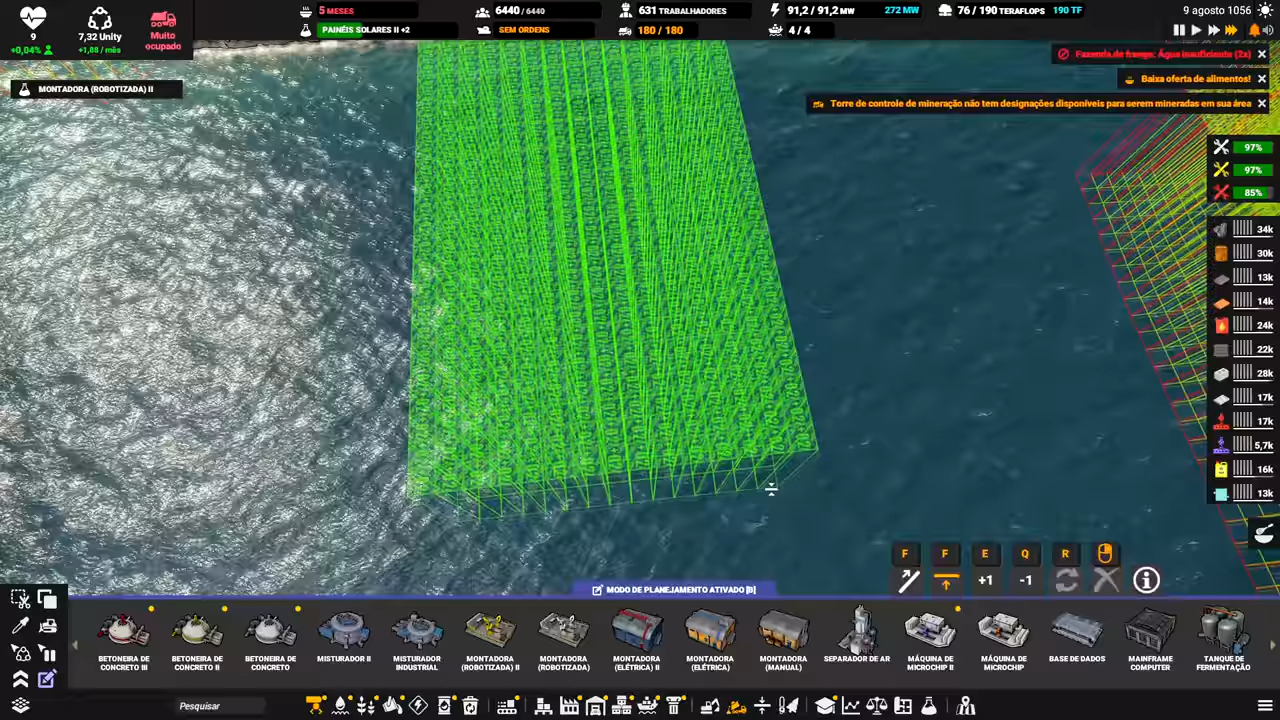 5 MESES
6440 / 6440
631 TRABALHADORES
91,2 / 91,2 MW
272 MW
76 / 190 TERAFLOPS
190 TF
9 agosto 1056
9
+0,04%
7,32 Unity
+1,88 / mês
Muito ocupado
PAINÉIS SOLARES II +2
SEM ORDENS
180 / 180
4 / 4
Fazenda de frango: Água insuficiente (2x)
Baixa oferta de alimentos!
MONTADORA (ROBOTIZADA) II
Torre de controle de mineração não tem designações disponíveis para serem mineradas em sua área
97%
97%
85%
34k
30k
13k
14k
24k
22k
28k
17k
17k
5,7k
16k
13k
F
F
E
Q
R
+1
-1
MODO DE PLANEJAMENTO ATIVADO [B]
BETONEIRA DE CONCRETO III
BETONEIRA DE CONCRETO II
BETONEIRA DE CONCRETO
MISTURADOR II
MISTURADOR INDUSTRIAL
MONTADORA (ROBOTIZADA) II
MONTADORA (ROBOTIZADA)
MONTADORA (ELÉTRICA) II
MONTADORA (ELÉTRICA)
MONTADORA (MANUAL)
SEPARADOR DE AR
MÁQUINA DE MICROCHIP II
MÁQUINA DE MICROCHIP
BASE DE DADOS
MAINFRAME COMPUTER
TANQUE DE FERMENTAÇÃO
Pesquisar